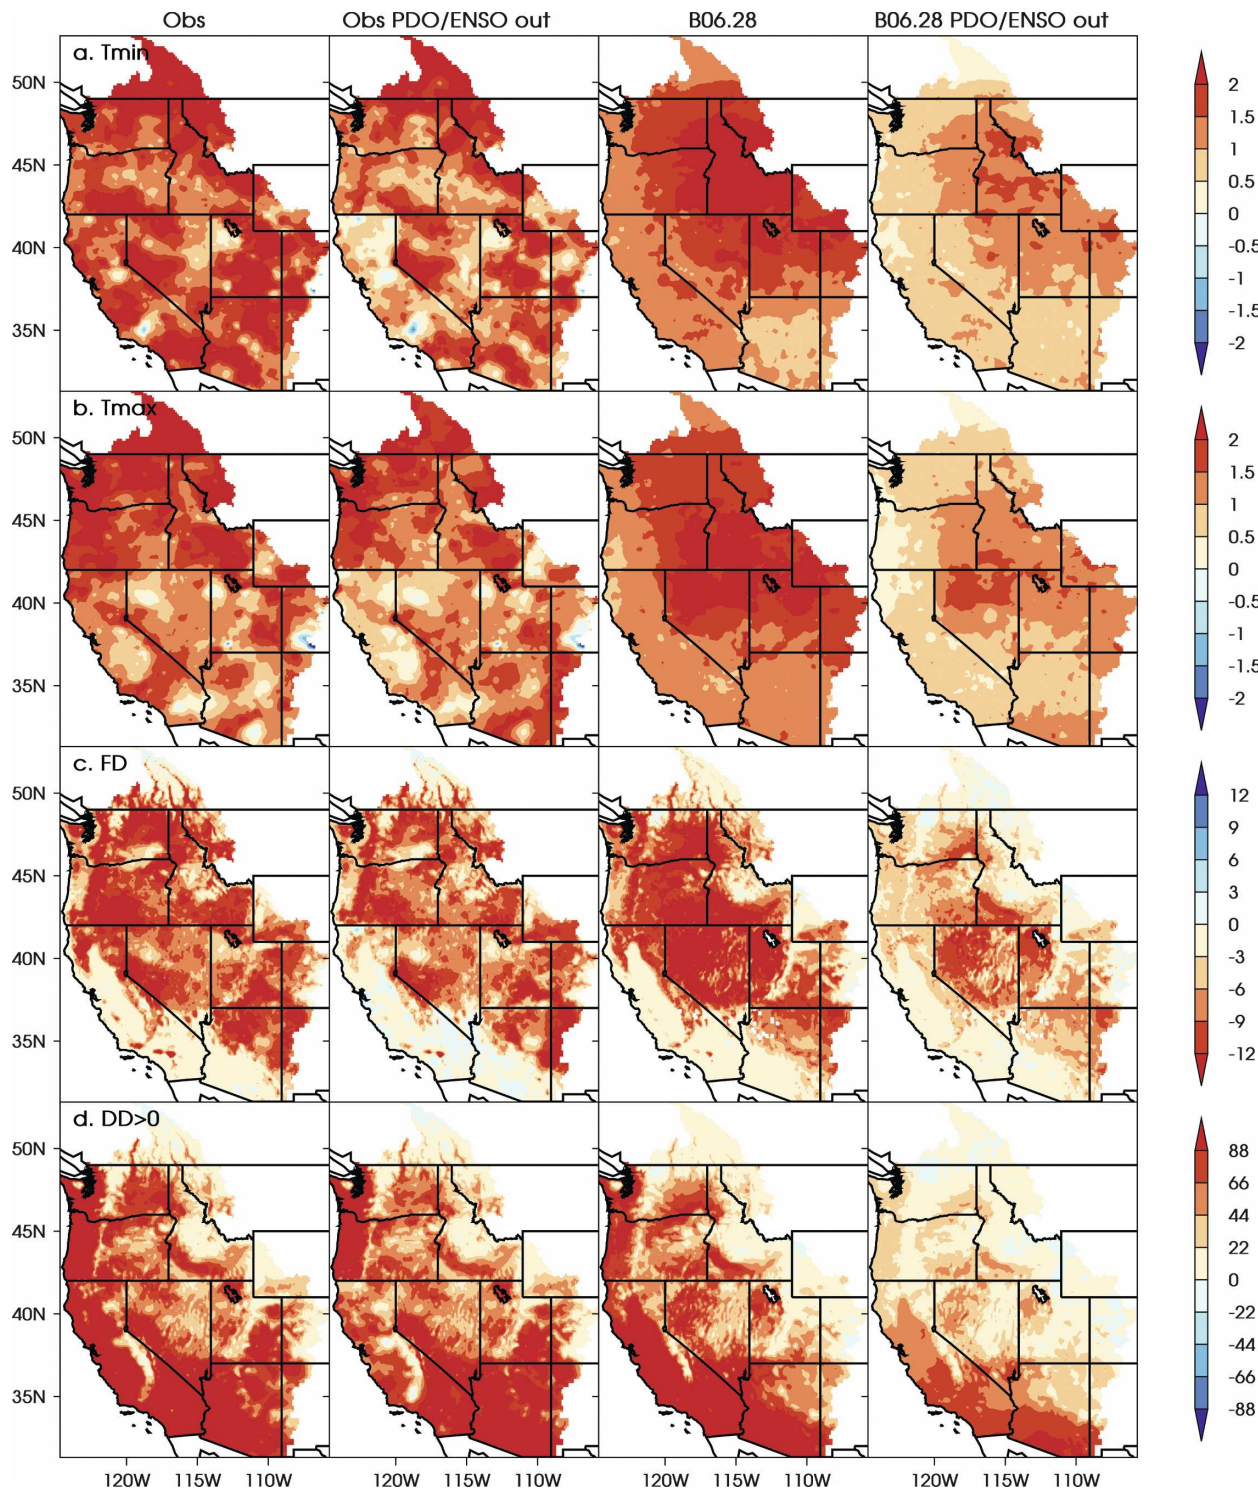 Obs Obs PDO/ENSO out B06.28 B06.28 PDO/ENSO out
a. Tmin
50N
45N
40N
35N
2
1.5
1
0.5
0
-0.5
-1
-1.5
-2
b. Tmax
50N
45N
40N
35N
2
1.5
1
0.5
0
-0.5
-1
-1.5
-2
c. FD
50N
45N
40N
35N
12
9
6
3
0
-3
-6
-9
-12
d. DD>0
50N
45N
40N
35N
88
66
44
22
0
-22
-44
-66
-88
120W 115W 110W 120W 115W 110W 120W 115W 110W 120W 115W 110W